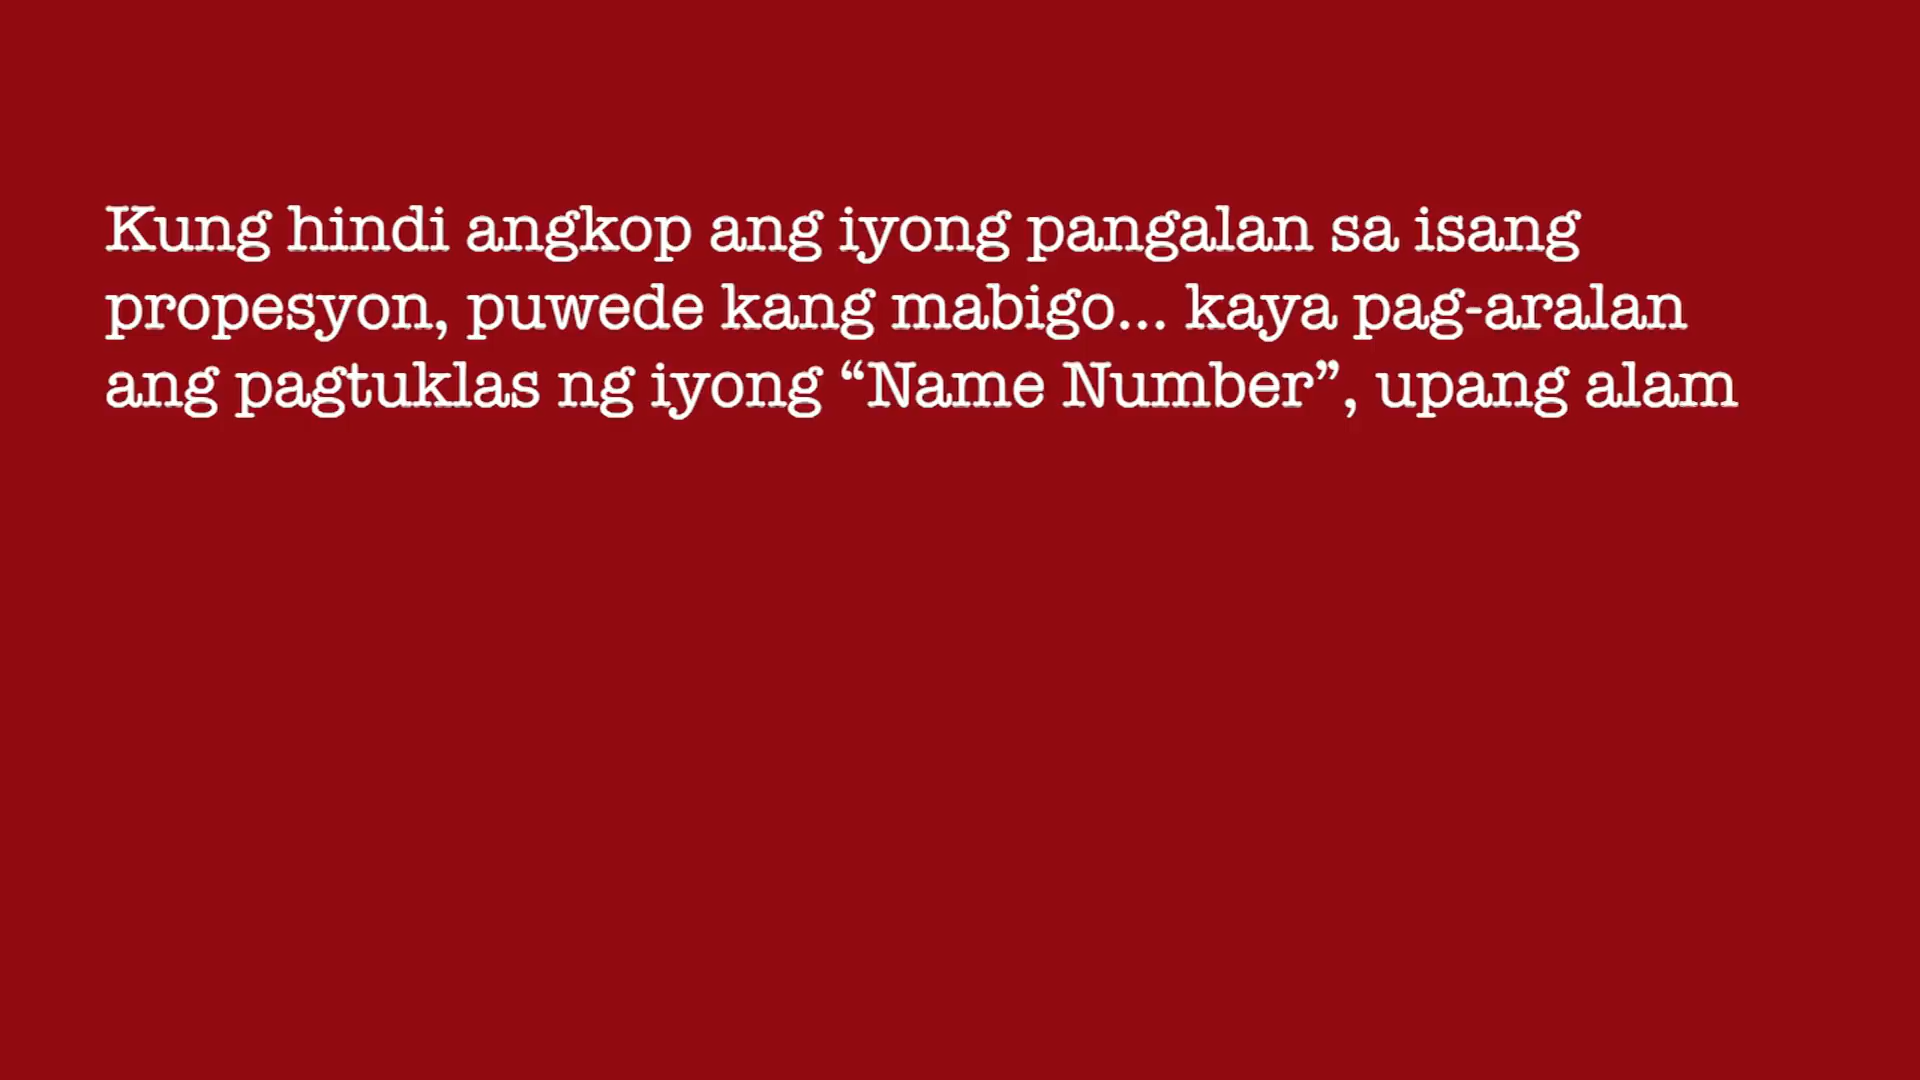 Kung hindi angkop ang iyong pangalan sa isang
propesyon, puwede kang mabigo... kaya pag-aralan
ang pagtuklas ng iyong “Name Number”, upang alam